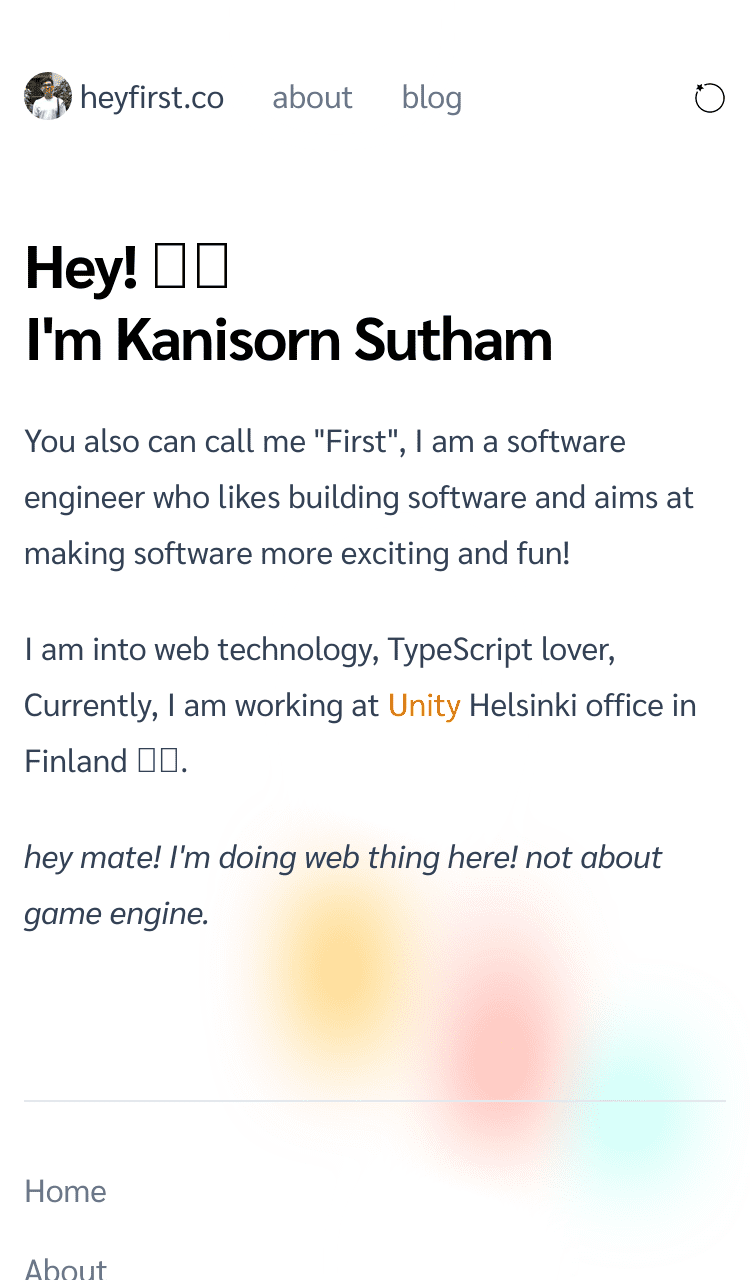 heyfirst.co about blog
Hey! 
I'm Kanisorn Sutham
You also can call me "First", I am a software
engineer who likes building software and aims at
making software more exciting and fun!
I am into web technology, TypeScript lover,
Currently, I am working at Unity Helsinki office in
Finland .
hey mate! I'm doing web thing here! not about
game engine.
Home
About